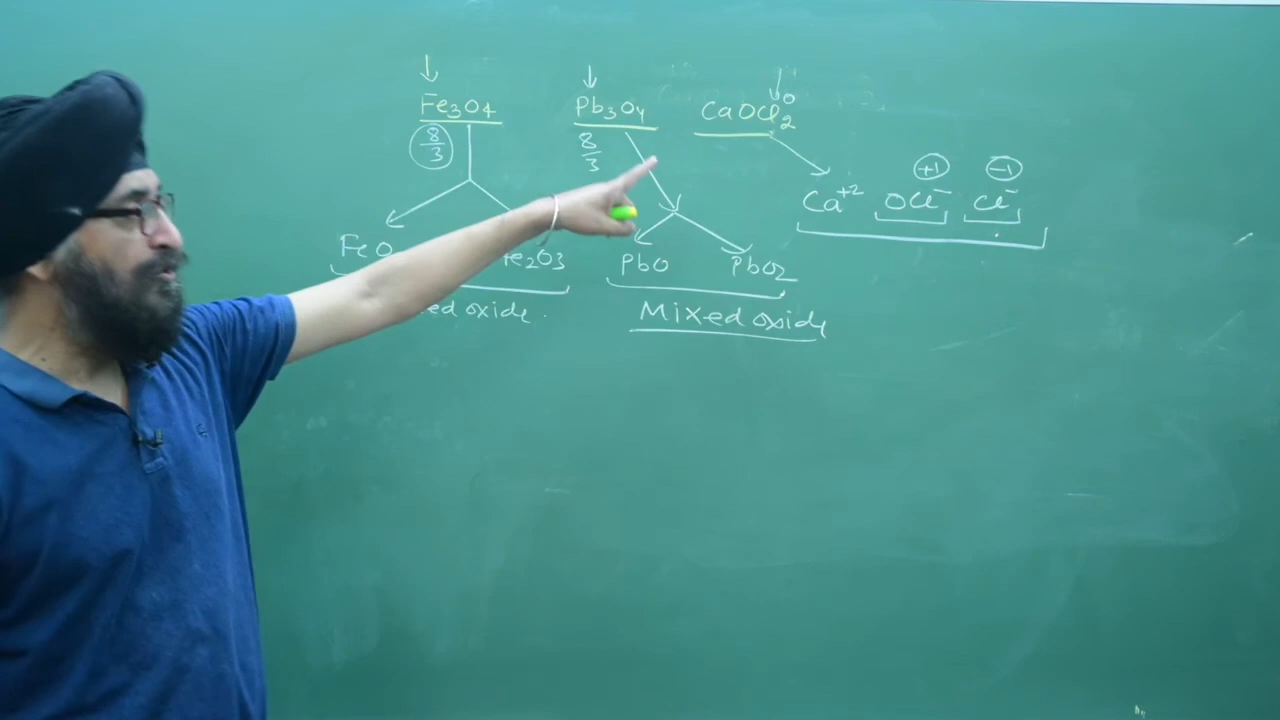 Fe3O4 Pb3O4 CaOCl2 0
8/3 8/3 +1 -1
Ca+2 OCl- Cl-
FeO Fe2O3 PbO PbO2
ed oxide. Mixed oxide